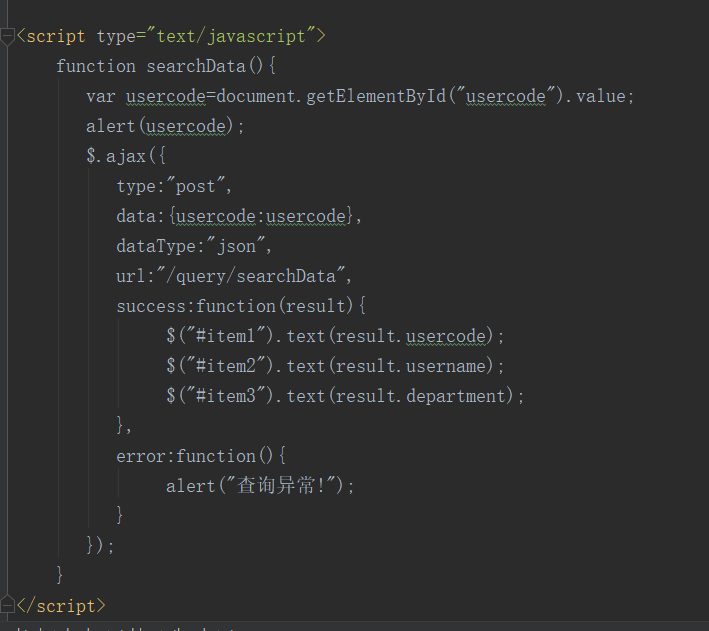 <script type="text/javascript">
function searchData(){
var usercode=document.getElementById("usercode").value;
alert(usercode);
$.ajax({
type:"post",
data:{usercode:usercode},
dataType:"json",
url:"/query/searchData",
success:function(result){
$("#item1").text(result.usercode);
$("#item2").text(result.username);
$("#item3").text(result.department);
},
error:function(){
alert("查询异常!");
}
});
}
</script>